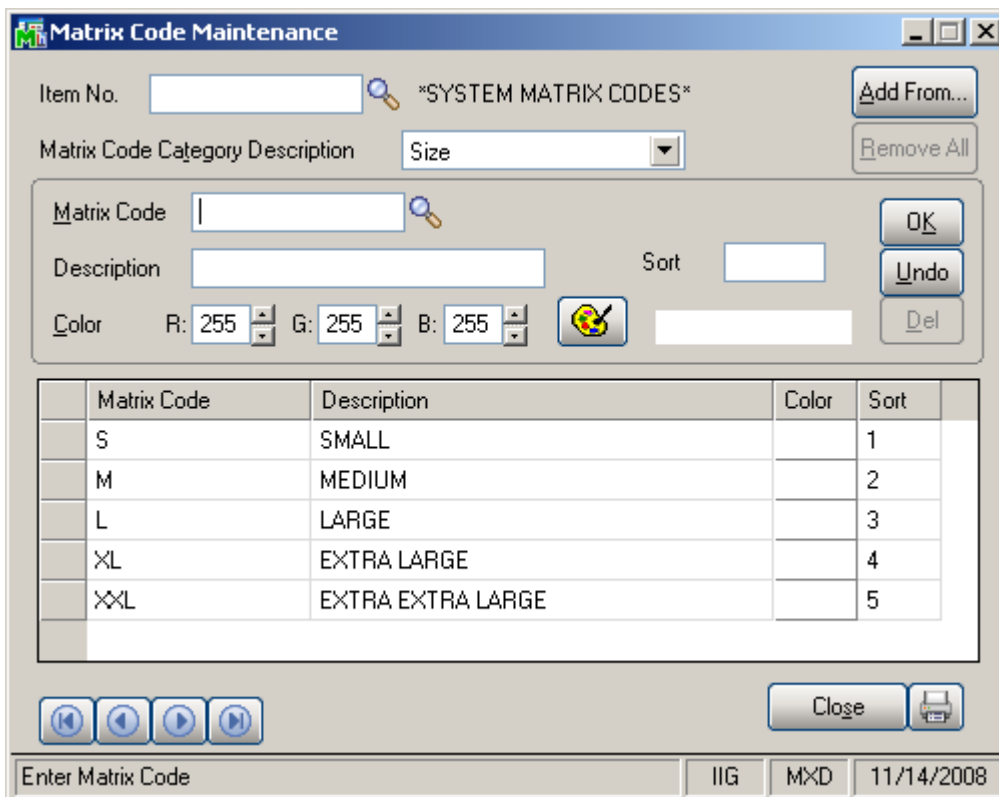 Matrix Code Maintenance
Item No. *SYSTEM MATRIX CODES* Add From...
Matrix Code Category Description Size Remove All
Matrix Code OK
Description Sort Undo
Color R: 255 G: 255 B: 255 Del
Matrix Code Description Color Sort
S SMALL 1
M MEDIUM 2
L LARGE 3
XL EXTRA LARGE 4
XXL EXTRA EXTRA LARGE 5
Close
Enter Matrix Code IIG MXD 11/14/2008